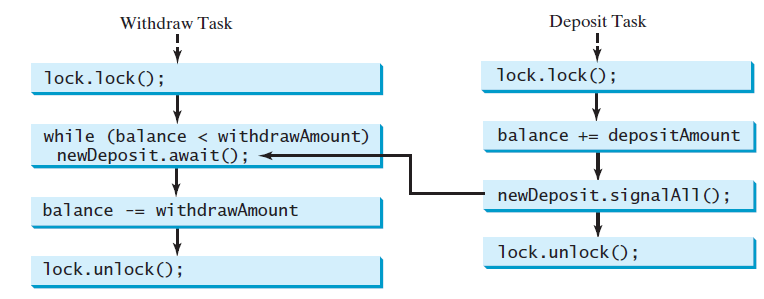 Withdraw Task
lock.lock();
while (balance < withdrawAmount)
newDeposit.await();
balance -= withdrawAmount
lock.unlock();
Deposit Task
lock.lock();
balance += depositAmount
newDeposit.signalAll();
lock.unlock();